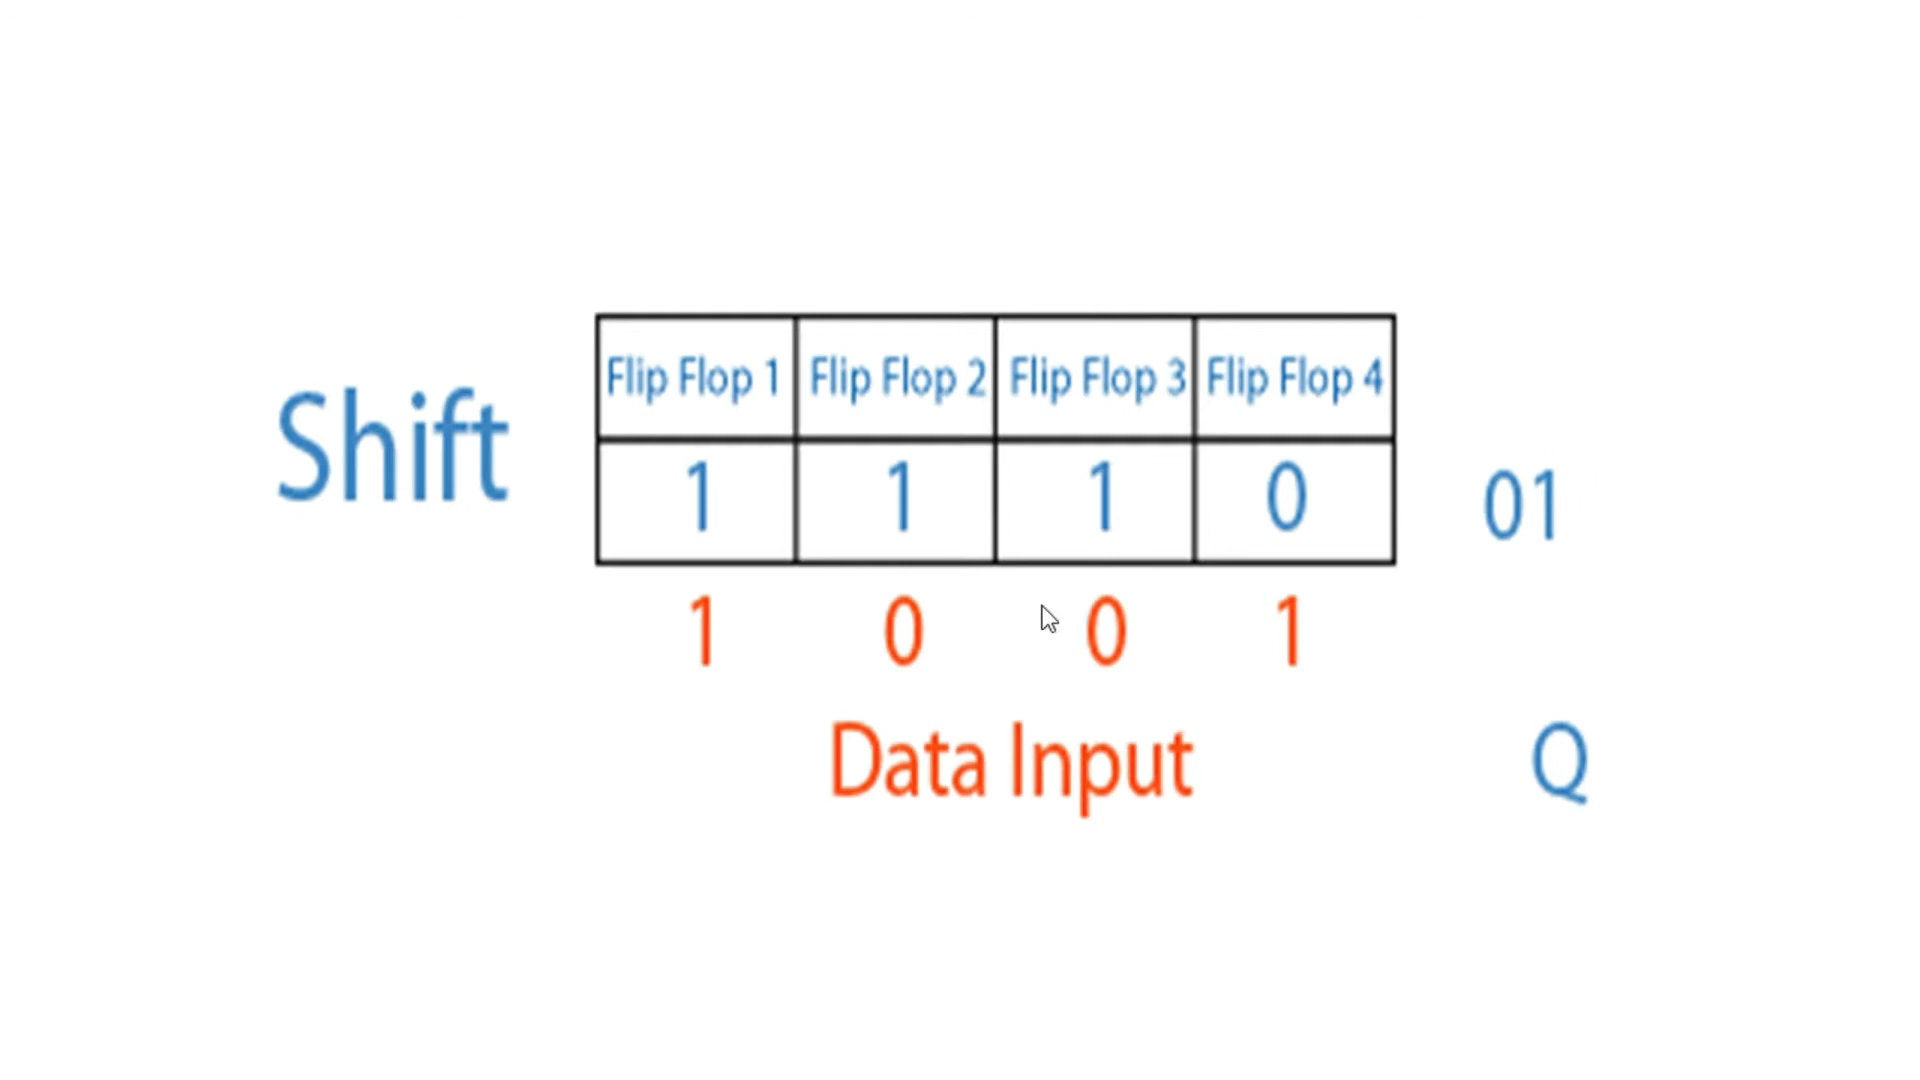 Shift
Flip Flop 1 Flip Flop 2 Flip Flop 3 Flip Flop 4
1 1 1 0 01
1 0 0 1
Data Input Q